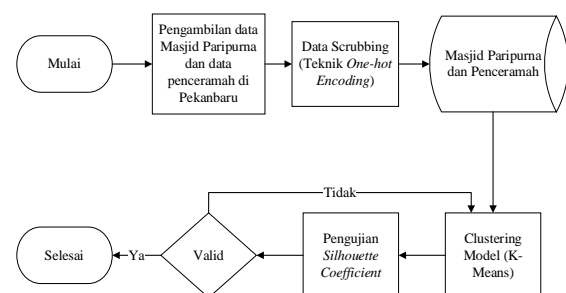 Mulai
Pengambilan data
Masjid Paripurna
dan data
penceramah di
Pekanbaru
Data Scrubbing
(Teknik One-hot
Encoding)
Masjid Paripurna
dan Penceramah
Tidak
Clustering
Model (K-
Means)
Pengujian
Silhouette
Coefficient
Valid
Ya
Selesai